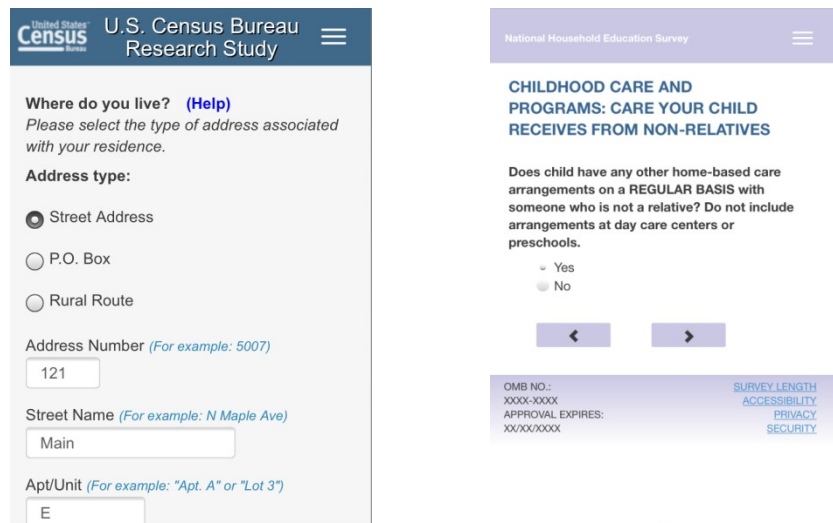 United States®
Census
Bureau
U.S. Census Bureau
Research Study
Where do you live? (Help)
Please select the type of address associated
with your residence.
Address type:
Street Address
P.O. Box
Rural Route
Address Number (For example: 5007)
121
Street Name (For example: N Maple Ave)
Main
Apt/Unit (For example: "Apt. A" or "Lot 3")
E
National Household Education Survey
CHILDHOOD CARE AND
PROGRAMS: CARE YOUR CHILD
RECEIVES FROM NON-RELATIVES
Does child have any other home-based care
arrangements on a REGULAR BASIS with
someone who is not a relative? Do not include
arrangements at day care centers or
preschools.
Yes
No
OMB NO.:
XXXX-XXXX
APPROVAL EXPIRES:
XX/XX/XXXX
SURVEY LENGTH
ACCESSIBILITY
PRIVACY
SECURITY